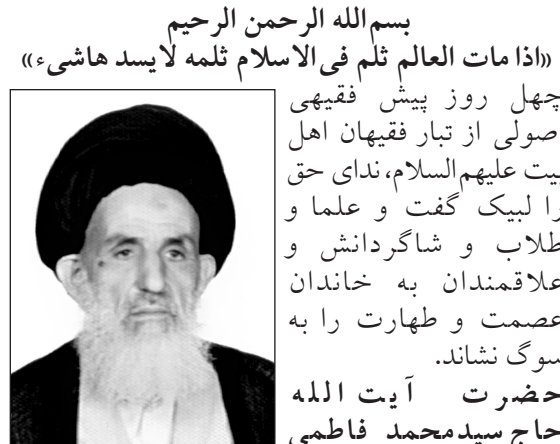 بسم‌الله الرحمن الرحیم
«اذا مات العالم ثلم فی‌الاسلام ثلمه لایسد هاشیء»
چهل روز پیش فقیهی
اصولی از تبار فقیهان اهل
بیت علیهم‌السلام، ندای حق
را لبیک گفت و علما و
طلاب و شاگردانش و
علاقمندان به خاندان
عصمت و طهارت را به
سوگ نشاند.
حضرت آیت الله
حاج سیدمحمد فاطمی